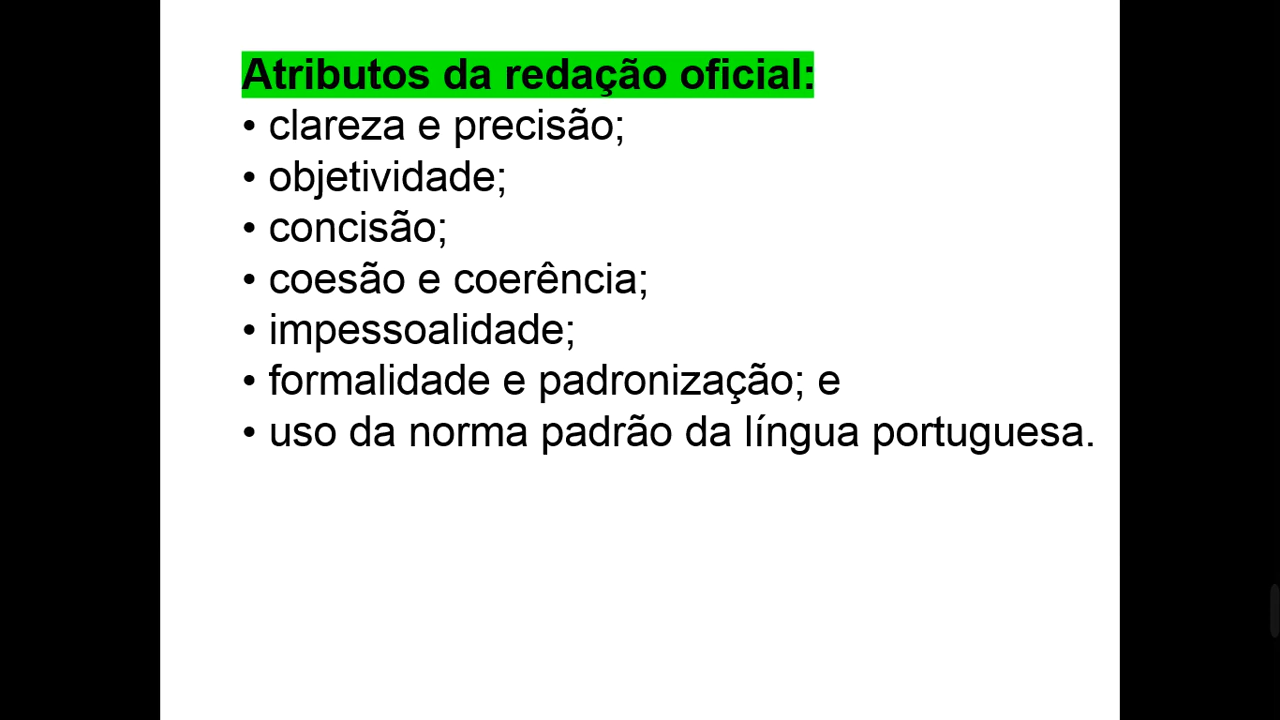 Atributos da redação oficial:
• clareza e precisão;
• objetividade;
• concisão;
• coesão e coerência;
• impessoalidade;
• formalidade e padronização; e
• uso da norma padrão da língua portuguesa.